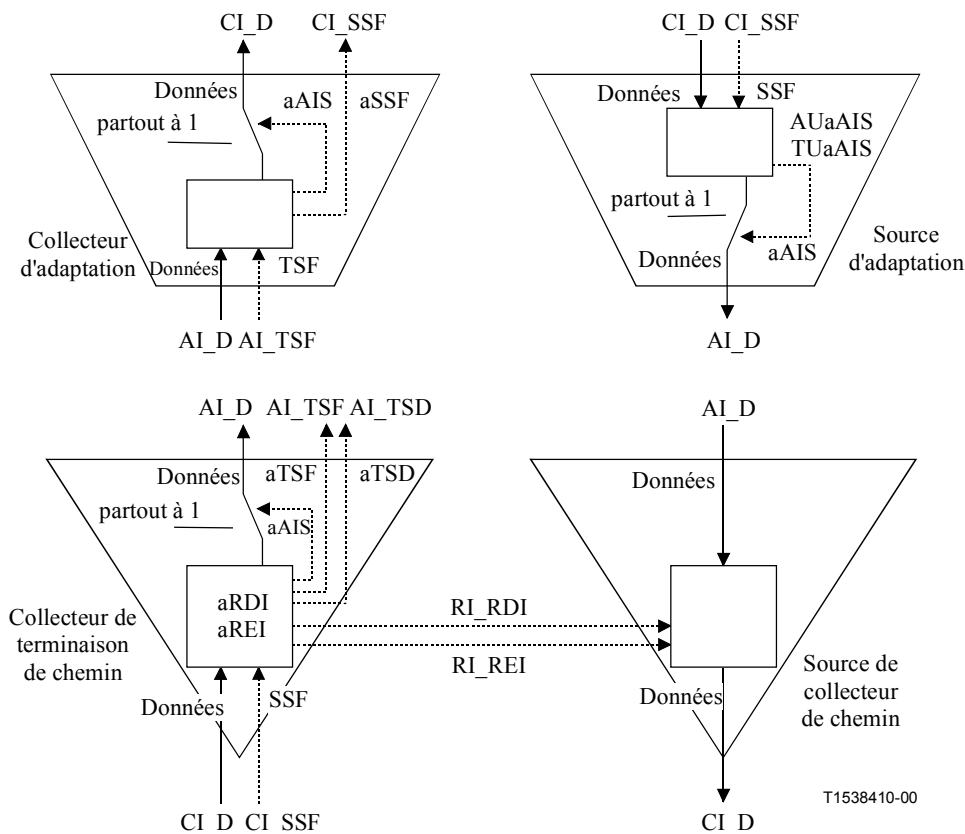 CI_D CI_SSF
Données
aAIS aSSF
partout à 1
Collecteur
d'adaptation
Données
TSF
AI_D AI_TSF
CI_D CI_SSF
Données
SSF
AUaAIS
TUaAIS
partout à 1
Données
aAIS
Source
d'adaptation
AI_D
AI_D AI_TSF AI_TSD
Données
aTSF aTSD
partout à 1
aAIS
aRDI
aREI
Collecteur de
terminaison
de chemin
Données
SSF
CI_D CI_SSF
RI_RDI
RI_REI
AI_D
Données
Données
Source de
collecteur
de chemin
CI_D
T1538410-00